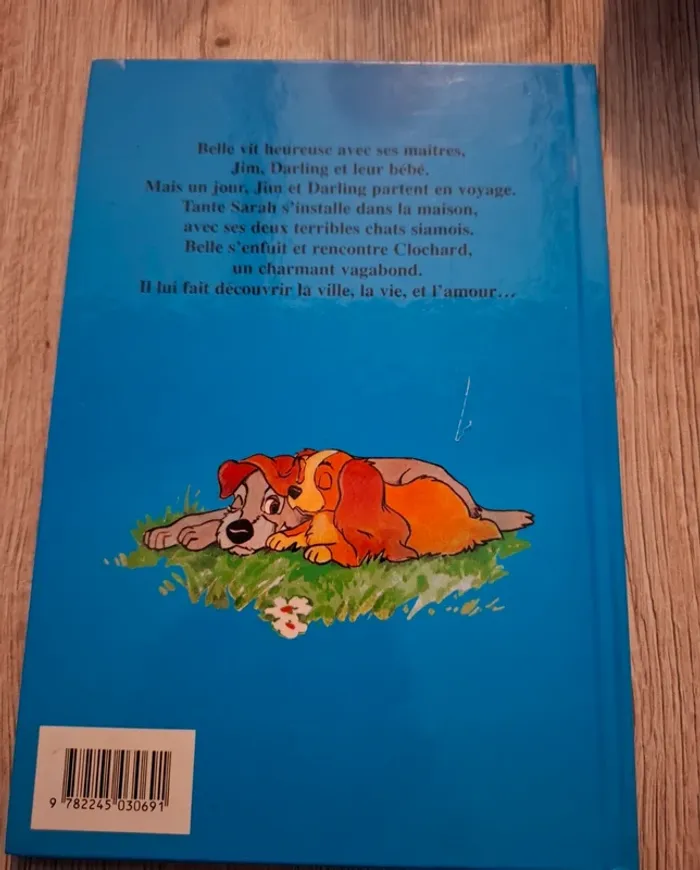 Belle vit heureuse avec ses maîtres,
Jim, Darling et leur bébé.
Mais un jour, Jim et Darling partent en voyage.
Tante Sarah s'installe dans la maison,
avec ses deux terribles chats siamois.
Belle s'enfuit et rencontre Clochard,
un charmant vagabond.
Il lui fait découvrir la ville, la vie, et l'amour…
9 782245 030691